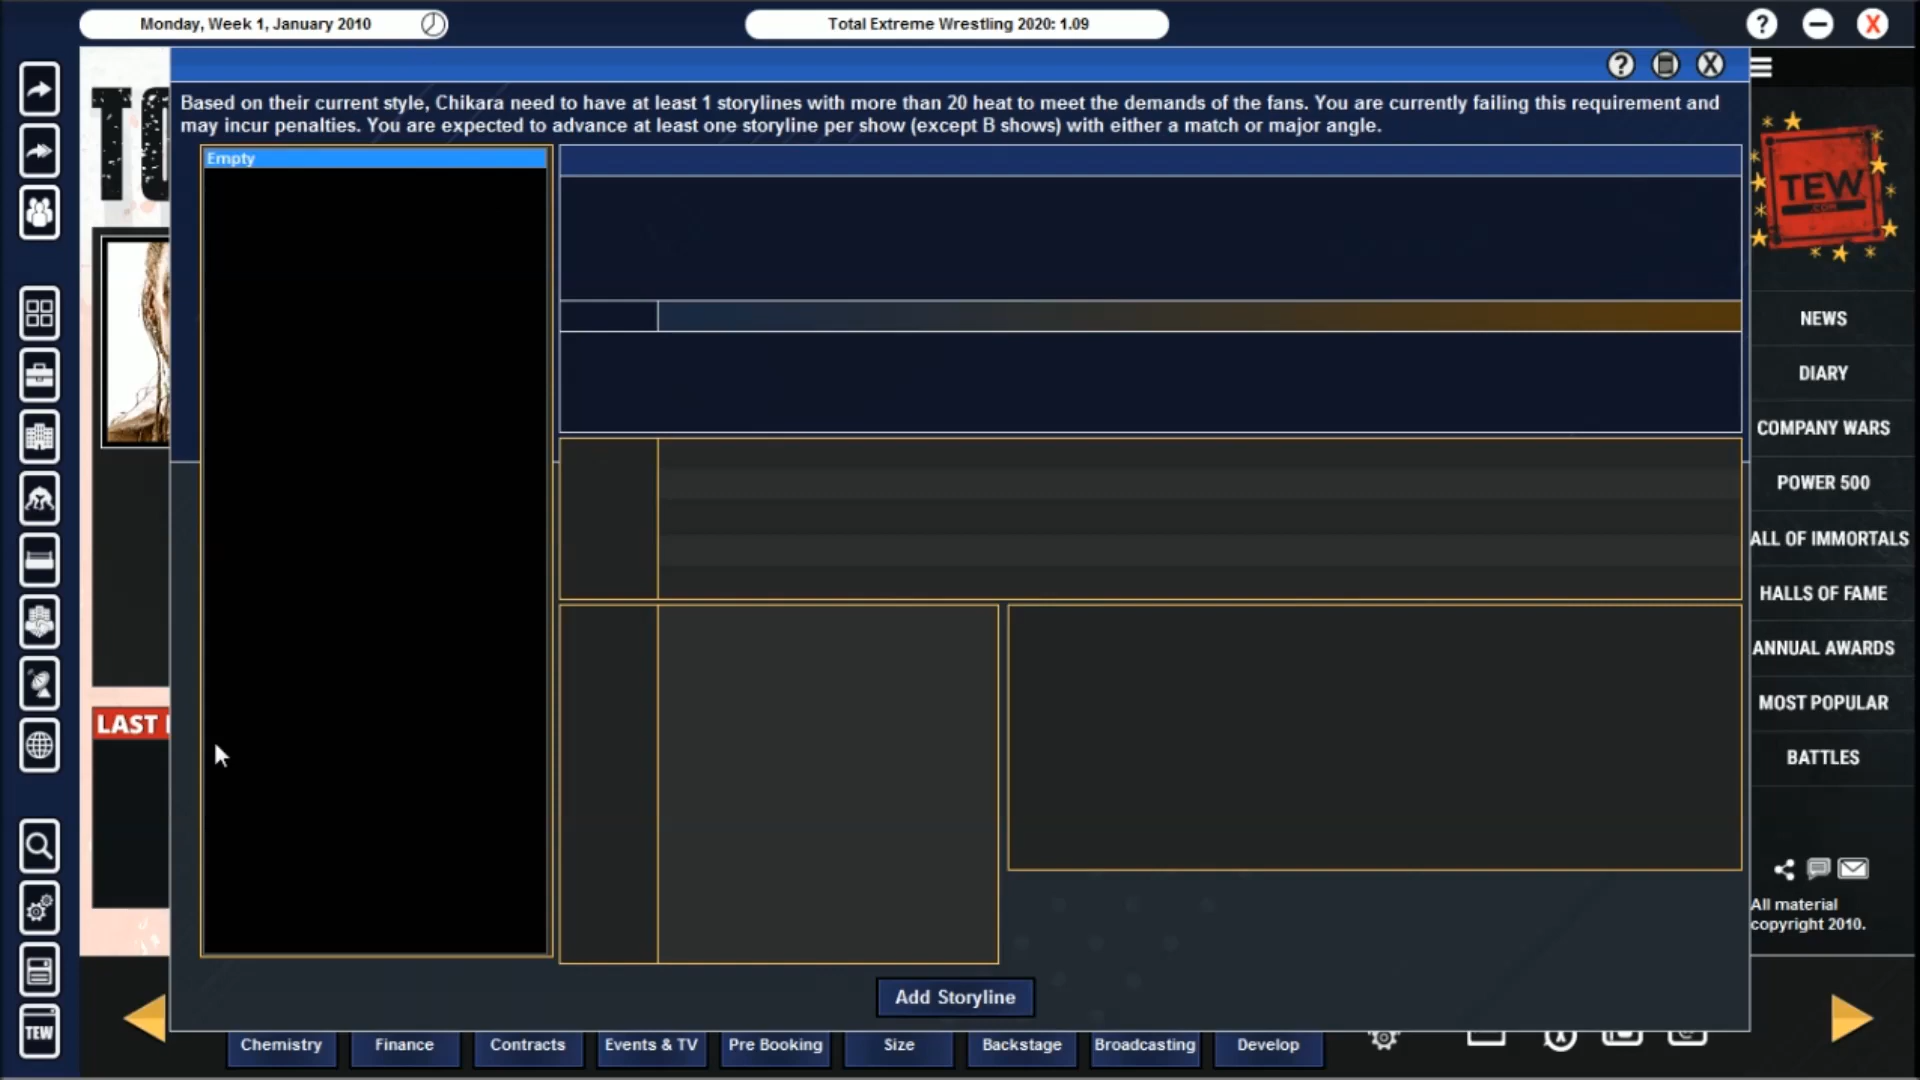 Monday, Week 1, January 2010
Total Extreme Wrestling 2020: 1.09
?
X
? X
Based on their current style, Chikara need to have at least 1 storylines with more than 20 heat to meet the demands of the fans. You are currently failing this requirement and
may incur penalties. You are expected to advance at least one storyline per show (except B shows) with either a match or major angle.
Empty
TEW
.COM
NEWS
DIARY
COMPANY WARS
POWER 500
ALL OF IMMORTALS
HALLS OF FAME
ANNUAL AWARDS
MOST POPULAR
BATTLES
LAST
All material
copyright 2010.
Add Storyline
TEW
Chemistry
Finance
Contracts
Events & TV
Pre Booking
Size
Backstage
Broadcasting
Develop